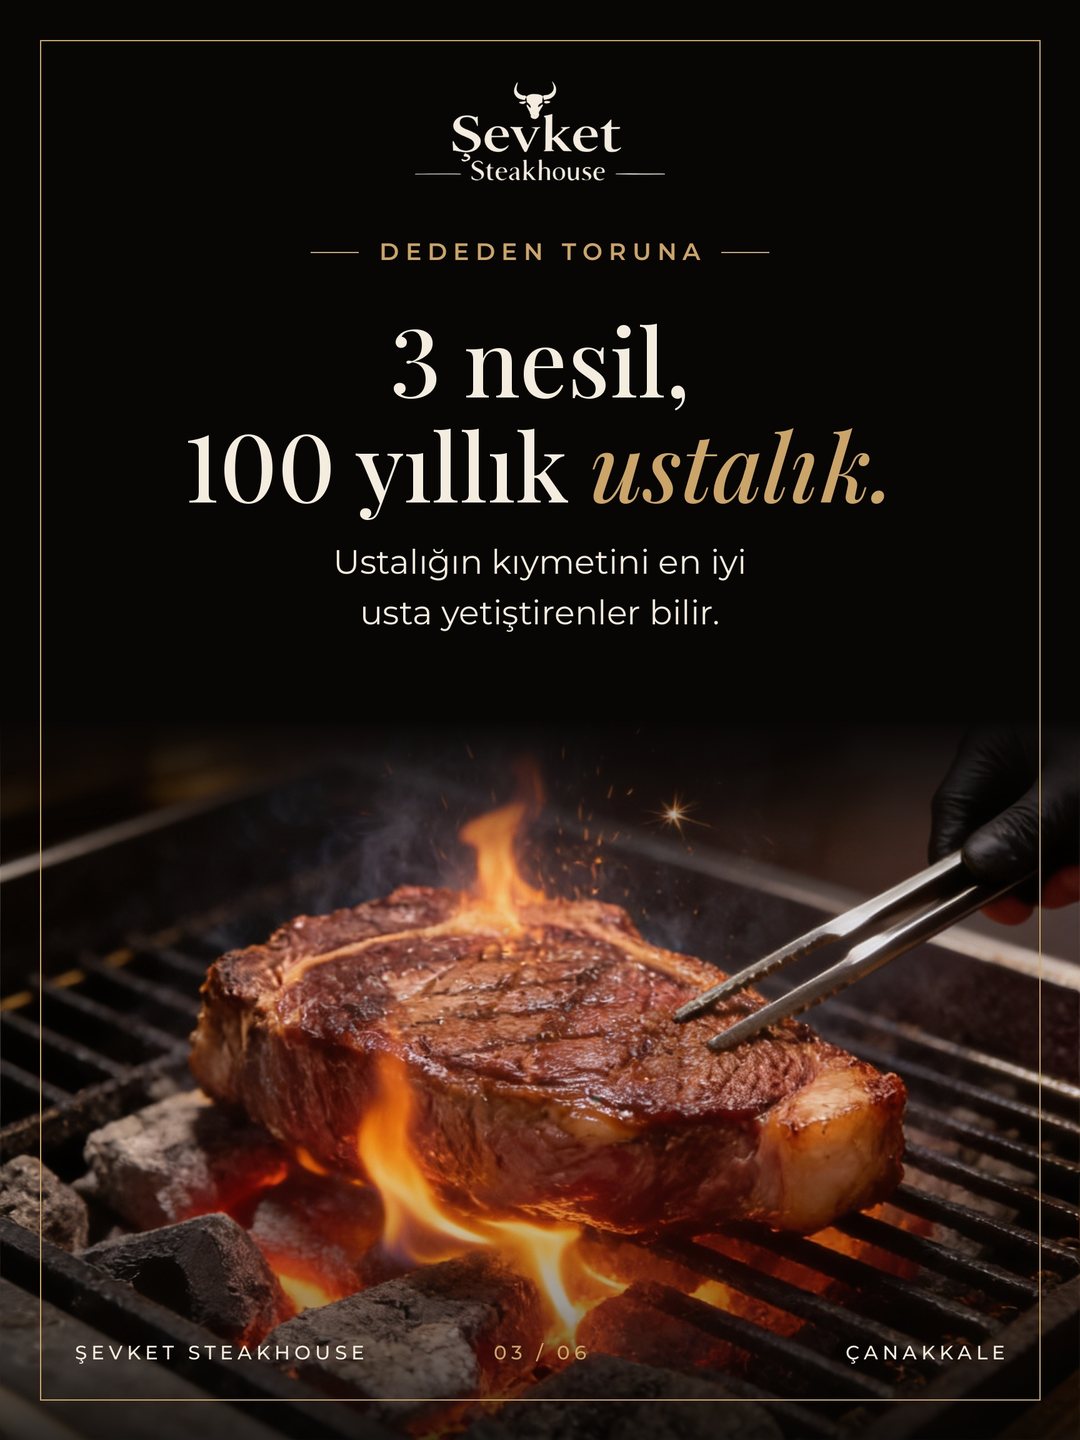 Şevket
Steakhouse
DEDEDEN TORUNA
3 nesil,
100 yıllık ustalık.
Ustalığın kıymetini en iyi
usta yetiştirenler bilir.
ŞEVKET STEAKHOUSE
03 / 06
ÇANAKKALE